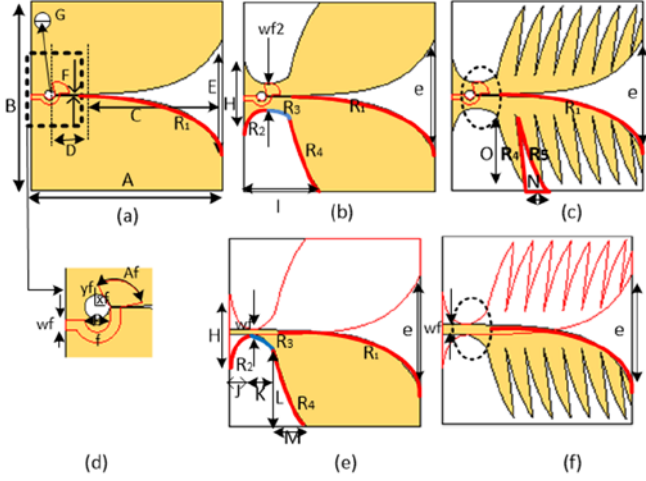 G
F
B
E
C
R₁
D
A
(a)
wf2
H
e
R₃
R₂
R₁
R₄
I
(b)
e
R₁
O
R₄
R₅
N
(c)
yf
Af
xf
wf
f
(d)
H
wf
e
R₃
R₁
R₂
J
K
L
R₄
M
(e)
wf
e
(f)